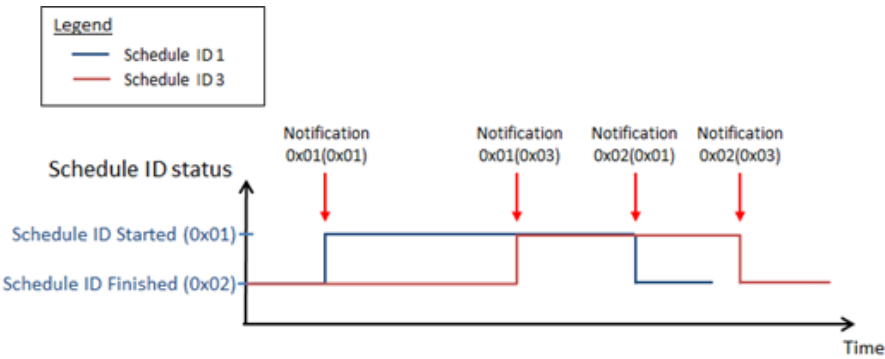 Legend
Schedule ID 1
Schedule ID 3
Notification
0x01(0x01)
Notification
0x01(0x03)
Notification
0x02(0x01)
Notification
0x02(0x03)
Schedule ID status
Schedule ID Started (0x01)
Schedule ID Finished (0x02)
Time